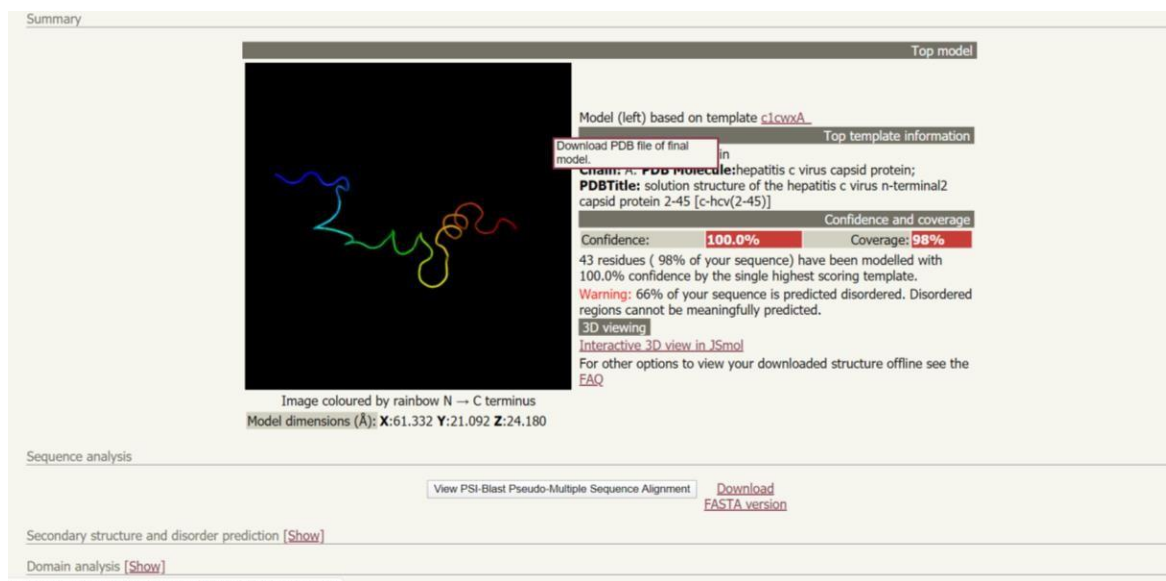 Summary
Top model
Model (left) based on template c1cwxA_
Top template information
Download PDB file of final
model.
in
Chain: A: PDB Molecule:hepatitis c virus capsid protein;
PDBTitle: solution structure of the hepatitis c virus n-terminal2
capsid protein 2-45 [c-hcv(2-45)]
Confidence and coverage
Confidence: 100.0% Coverage: 98%
43 residues ( 98% of your sequence) have been modelled with
100.0% confidence by the single highest scoring template.
Warning: 66% of your sequence is predicted disordered. Disordered
regions cannot be meaningfully predicted.
3D viewing
Interactive 3D view in JSmol
For other options to view your downloaded structure offline see the
FAQ
Image coloured by rainbow N → C terminus
Model dimensions (Å): X:61.332 Y:21.092 Z:24.180
Sequence analysis
View PSI-Blast Pseudo-Multiple Sequence Alignment Download
FASTA version
Secondary structure and disorder prediction [Show]
Domain analysis [Show]